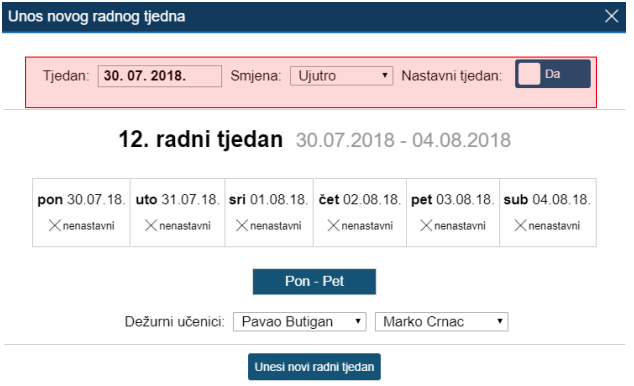 Unos novog radnog tjedna
Tjedan: 30. 07. 2018. Smjena: Ujutro Nastavni tjedan: Da
12. radni tjedan 30.07.2018 - 04.08.2018
pon 30.07.18. uto 31.07.18. sri 01.08.18. čet 02.08.18. pet 03.08.18. sub 04.08.18.
nenastavni nenastavni nenastavni nenastavni nenastavni nenastavni
Pon - Pet
Dežurni učenici: Pavao Butigan Marko Crnac
Unesi novi radni tjedan